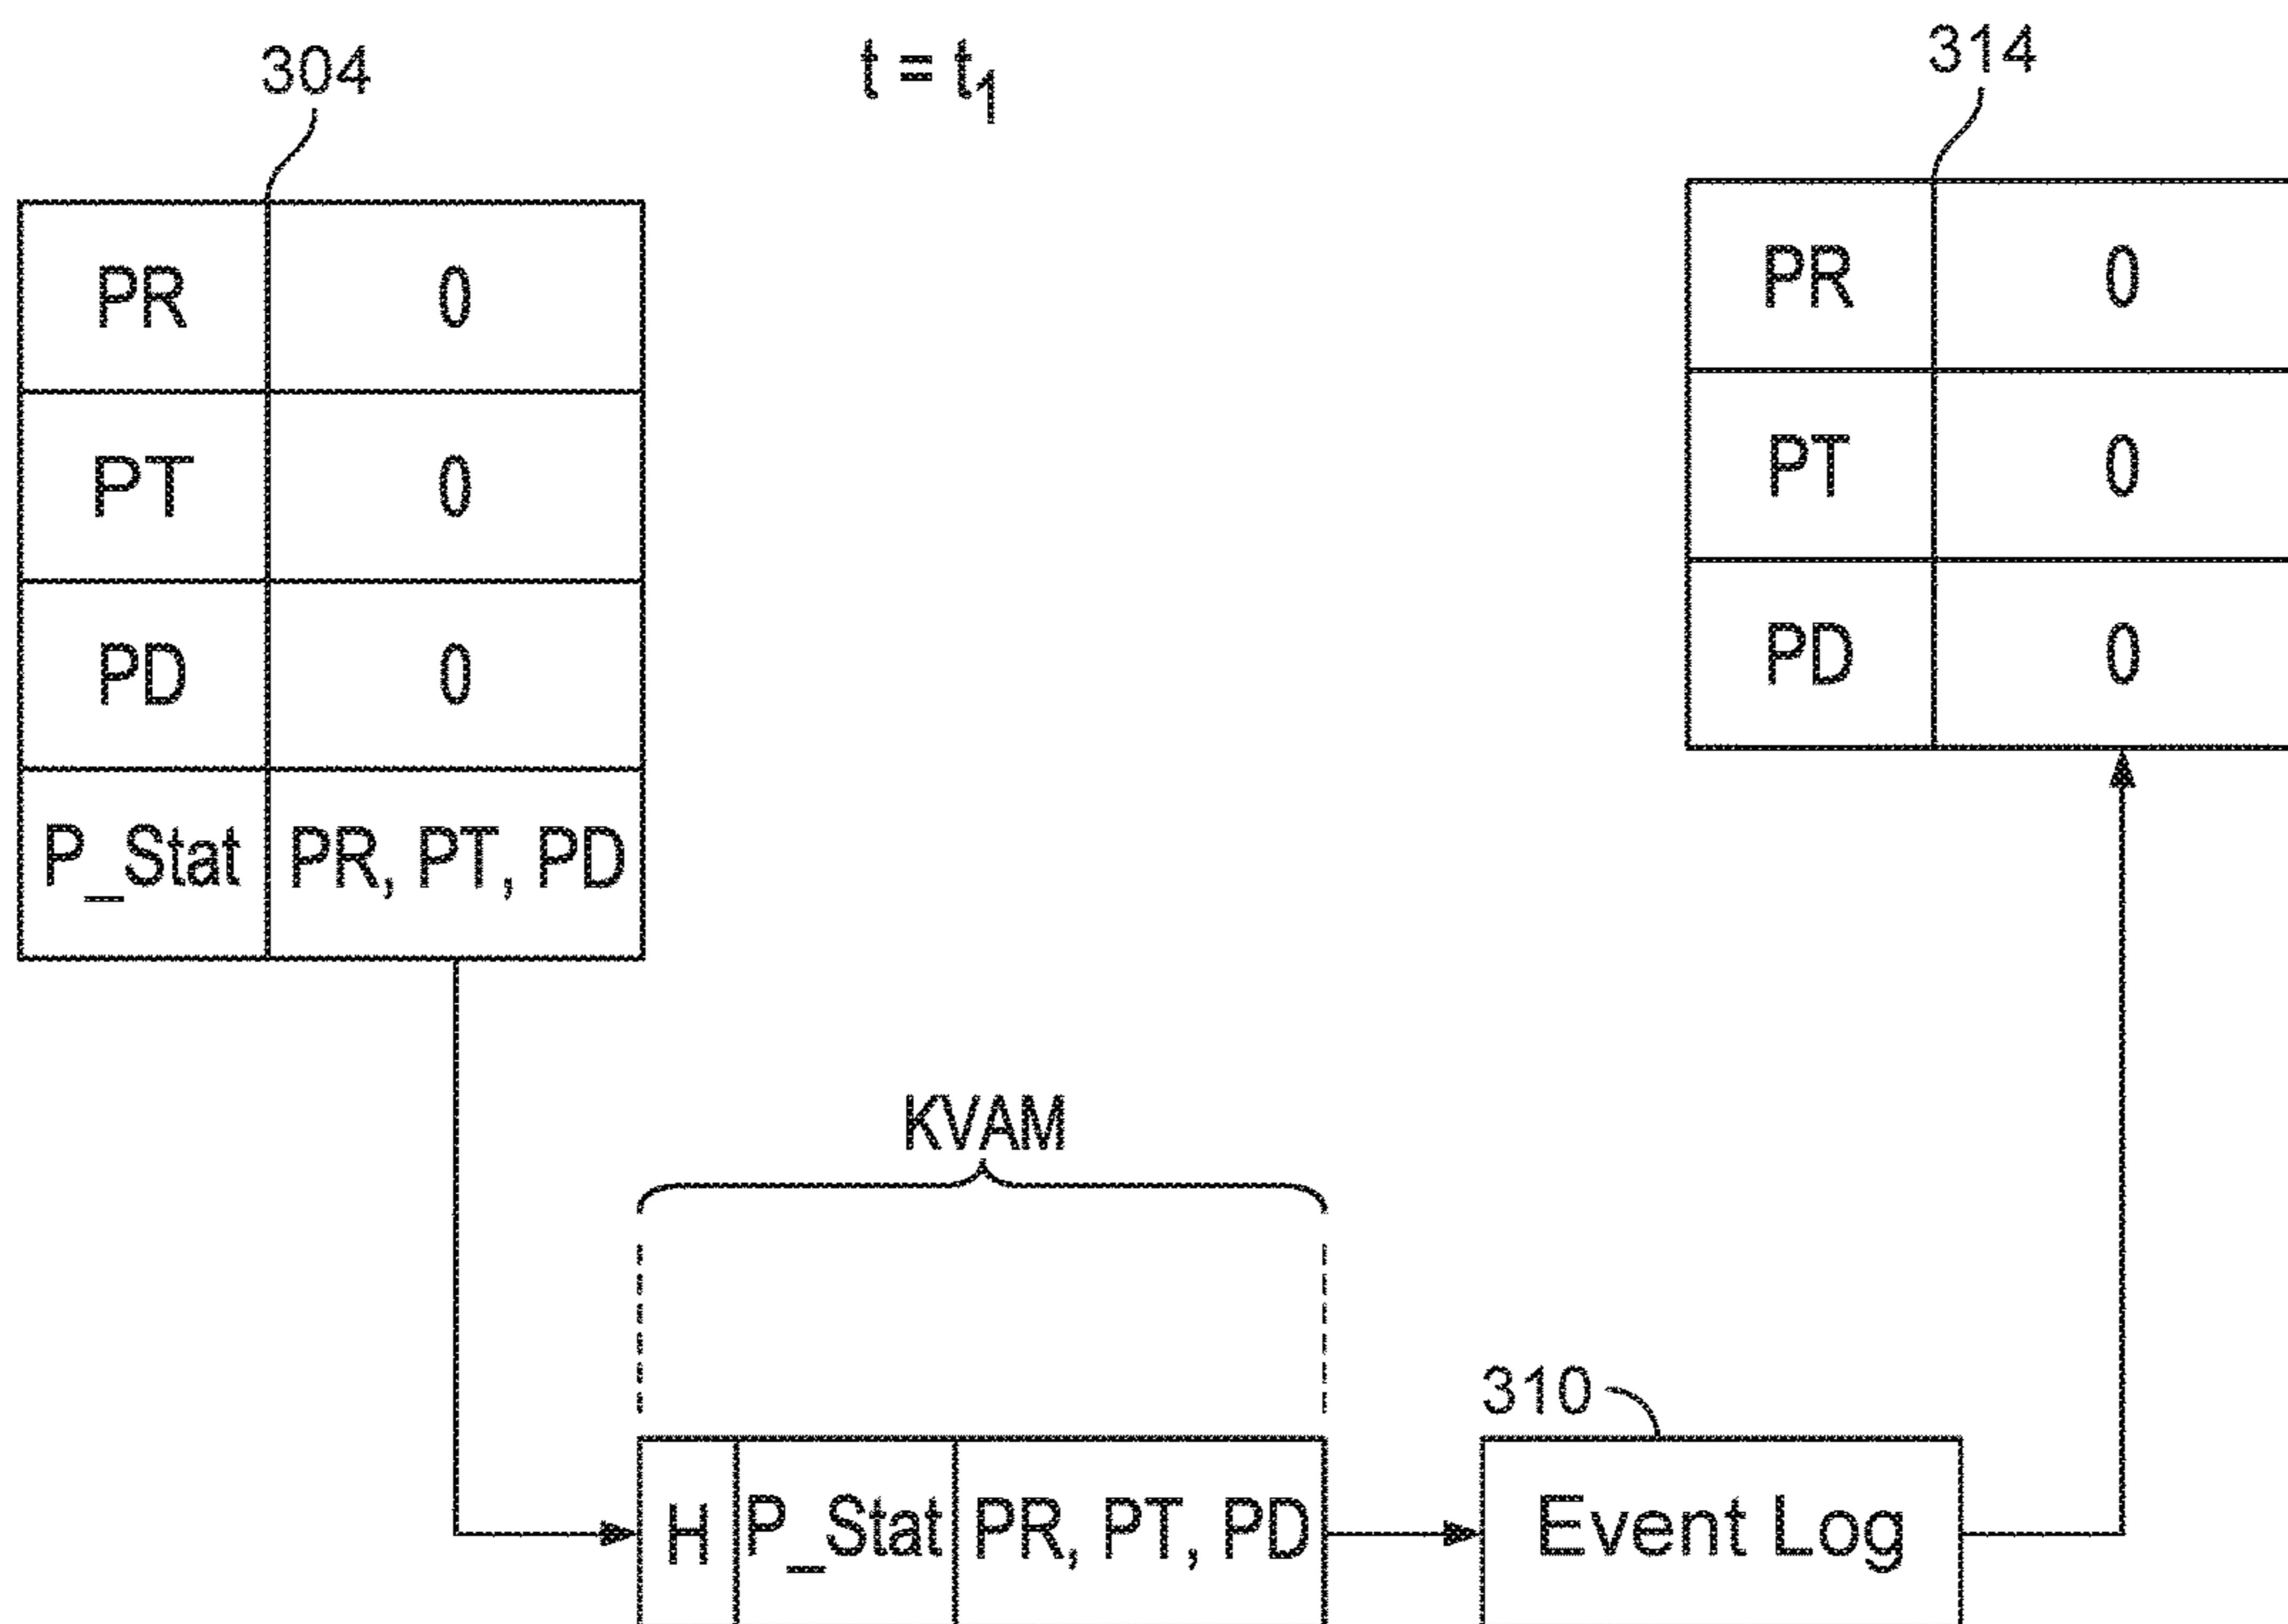 304
t = t1
314
PR 0
PT 0
PD 0
P_Stat PR, PT, PD
PR 0
PT 0
PD 0
KVAM
310
H P_Stat PR, PT, PD
Event Log